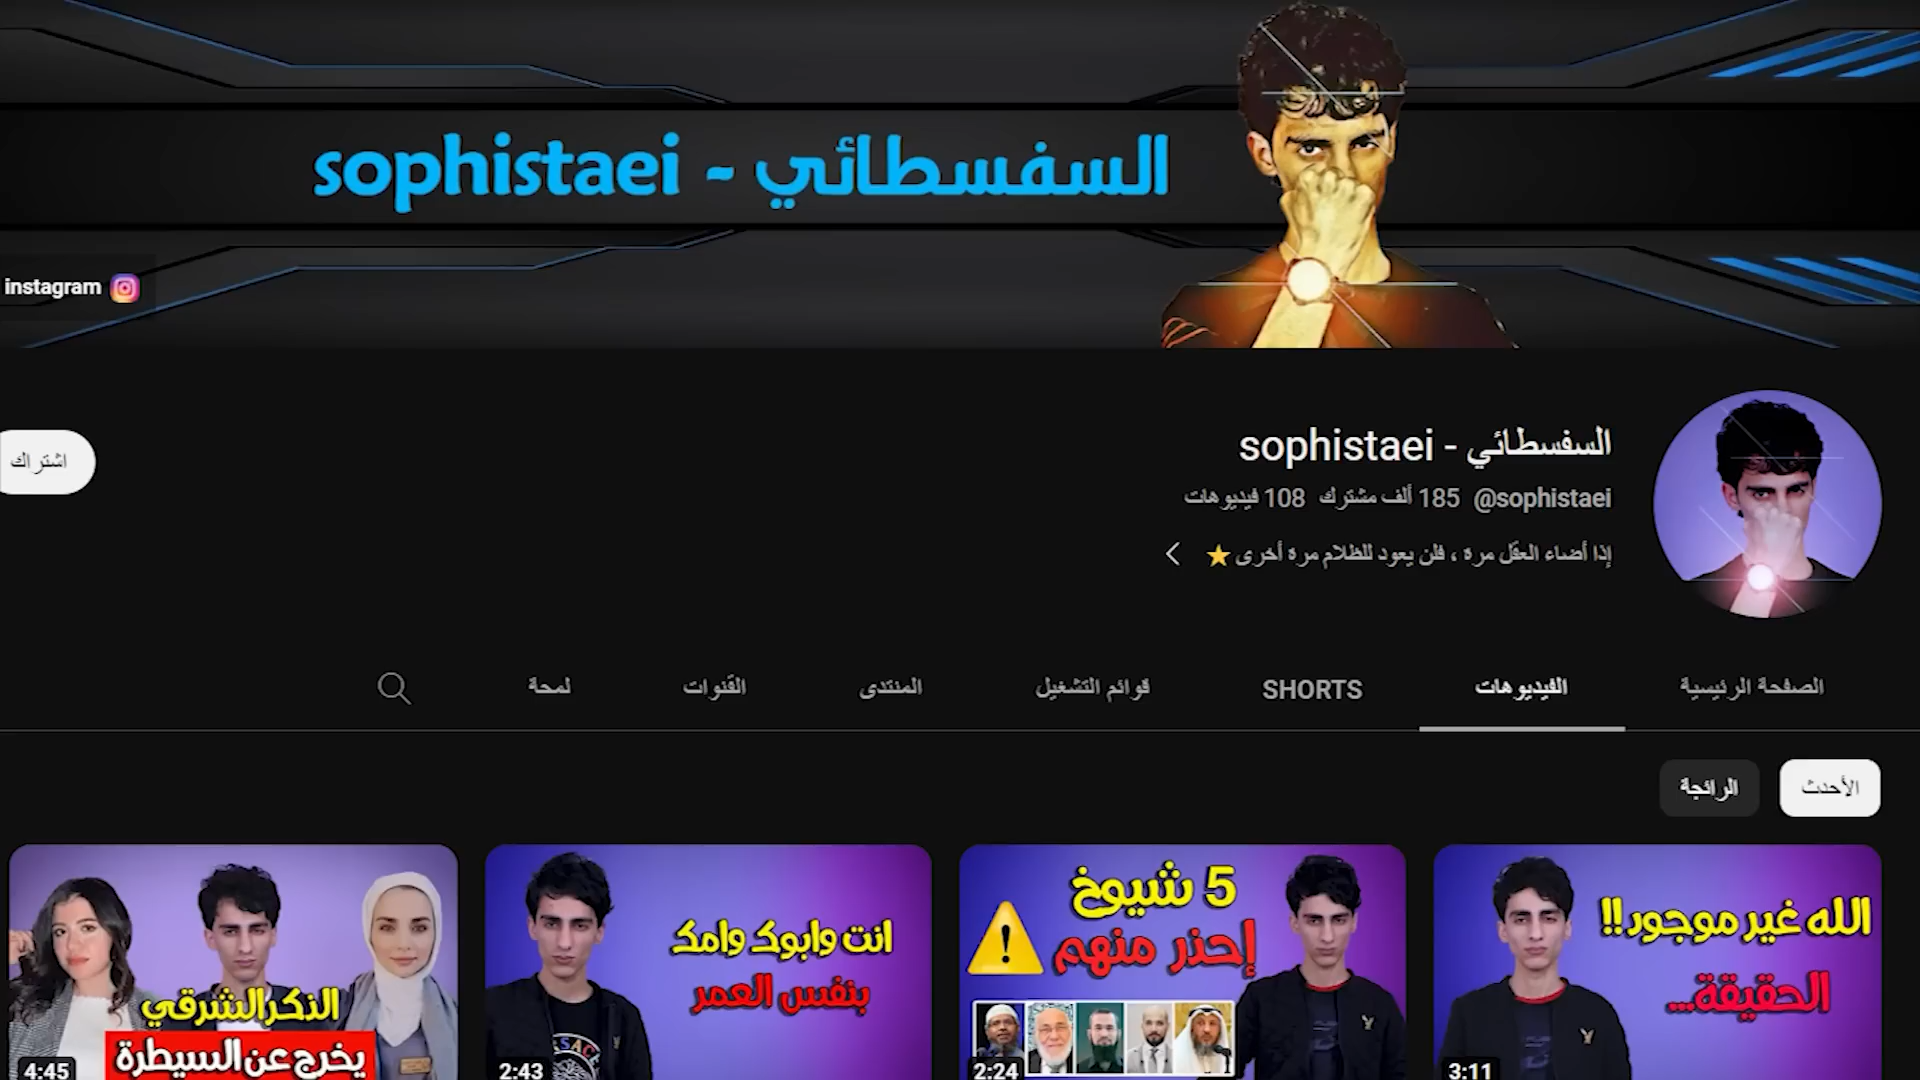 السفسطائي - sophistaei
instagram
السفسطائي - sophistaei
@sophistaei 185 ألف مشترك 108 فيديوهات
إذا أضاء العقل مرة ، فلن يعود للظلام مرة أخرى
اشتراك
الصفحة الرئيسية
الفيديوهات
SHORTS
قوائم التشغيل
المنتدى
القنوات
لمحة
الأحدث
الرائجة
الله غير موجود!!
الحقيقة...
3:11
5 شيوخ
إحذر منهم
2:24
انت وابوك وامك
بنفس العمر
2:43
الذكر الشرقي
يخرج عن السيطرة
4:45